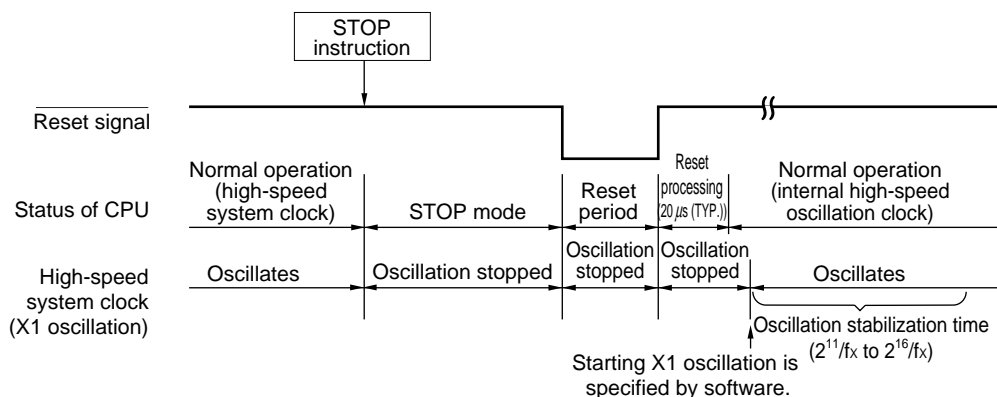 STOP
instruction
Reset signal
Status of CPU
Normal operation
(high-speed
system clock)
STOP mode
Reset
period
Reset
processing
(20 μs (TYP.))
Normal operation
(internal high-speed
oscillation clock)
High-speed
system clock
(X1 oscillation)
Oscillates
Oscillation stopped
Oscillation
stopped
Oscillation
stopped
Oscillates
Oscillation stabilization time
(2¹¹/fx to 2¹⁶/fx)
Starting X1 oscillation is
specified by software.